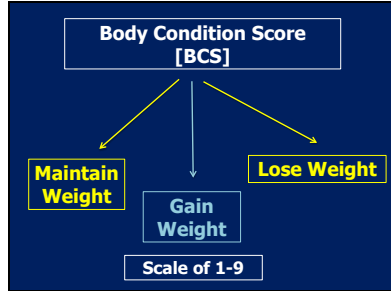 Body Condition Score
[BCS]
Maintain
Weight
Lose Weight
Gain
Weight
Scale of 1-9